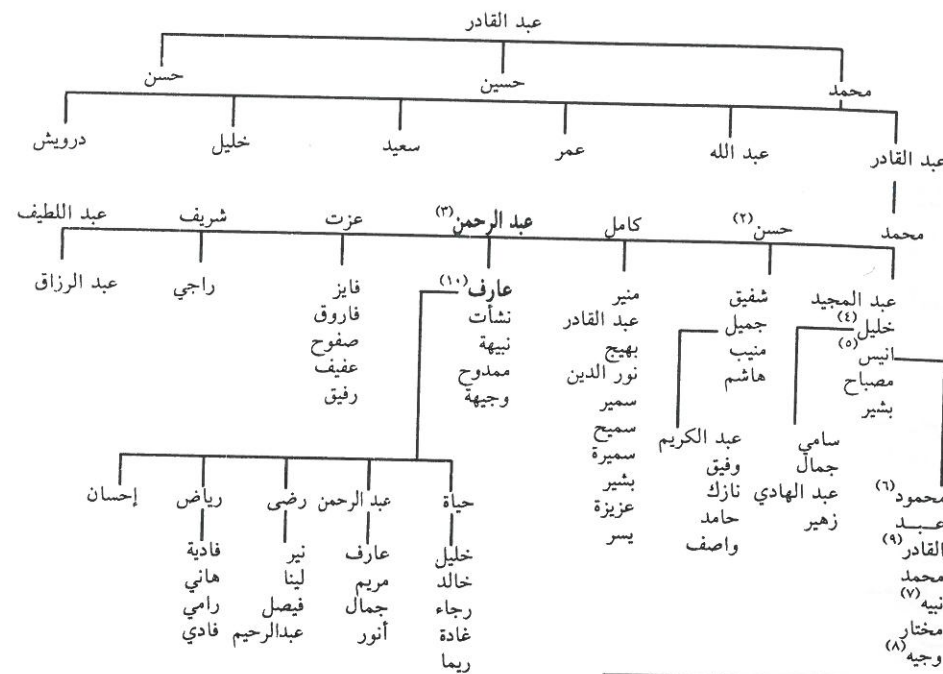 عبد القادر
محمد حسين حسن
عبد القادر عبد الله عمر سعيد خليل درويش
محمد حسن (٢) كامل عبد الرحمن (٣) عزت شريف عبد اللطيف
عبد المجيد
خليل (٤)
انيس (٥)
مصباح
بشير
شفيق
جميل
منيب
هاشم
منير
عبد القادر
بهيج
نور الدين
سمير
سميح
سميرة
بشير
عزيزة
يسر
عارف (١٠)
نشأت
نبيهة
ممدوح
وجيهة
فايز
فاروق
صفوح
عفيف
رفيق
راجي
عبد الرزاق
محمود (٦)
عـبـد
القادر (٩)
محمد
نبيه (٧)
مختار
وجيه (٨)
سامي
جمال
عبد الهادي
زهير
عبد الكريم
وفيق
نازك
حامد
واصف
حياة عبد الرحمن رضى رياض إحسان
خليل
خالد
رجاء
غادة
ريما
عارف
مريم
جمال
أنور
نير
لينا
فيصل
عبدالرحيم
فادية
هاني
رامي
فادي